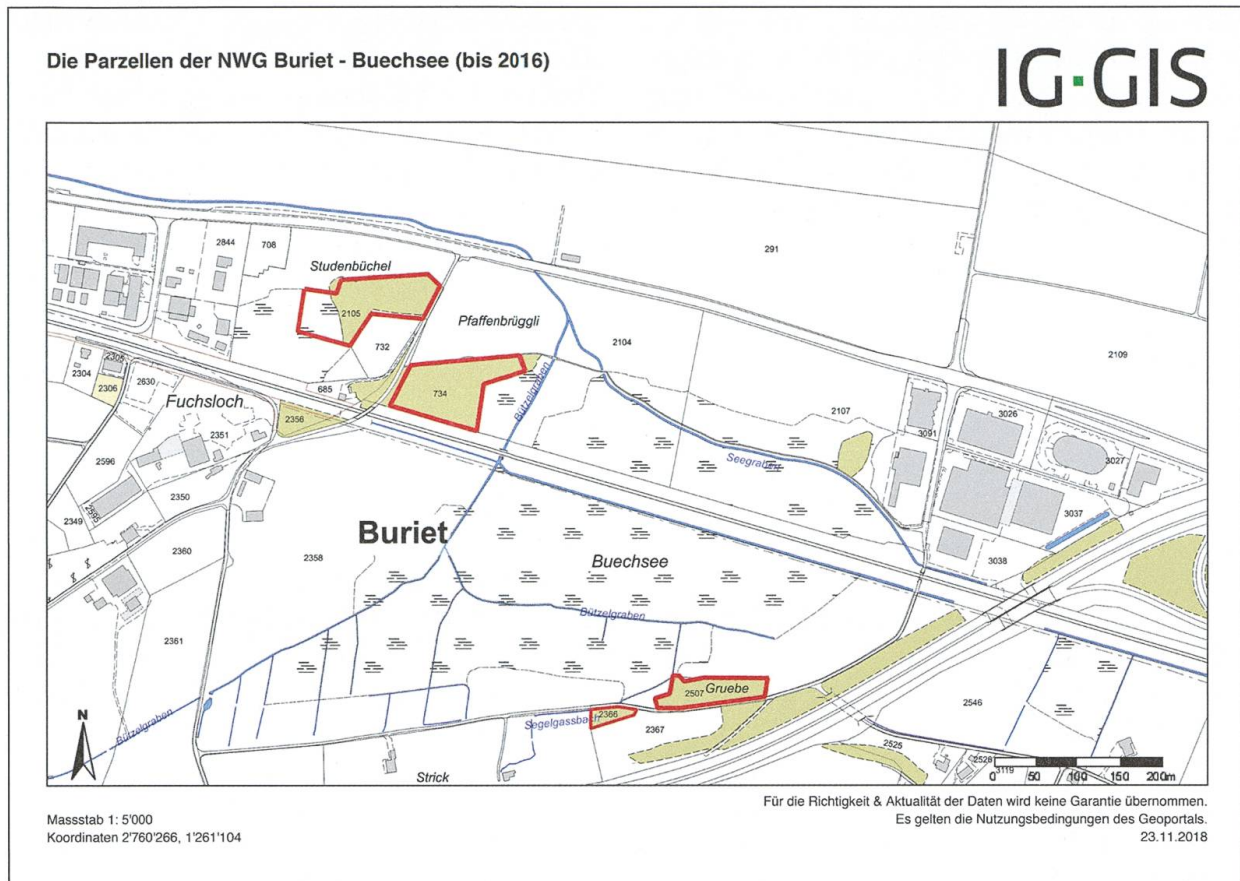 Die Parzellen der NWG Buriet - Buechsee (bis 2016)
IG·GIS
291
2844
708
Studenbüchel
2105
Pfaffenbrüggli
2104
2109
732
2305
2304
2306
2630
685
734
Bützelgraben
Fuchsloch
2356
2351
2107
3091
3026
3027
Seegraben
2596
2350
2595
2349
3037
Buriet
2360
2358
Buechsee
3038
Bützelgraben
2361
2507
Gruebe
2546
2366
Segelgassbach
2367
Bützelgraben
2525
2526
3119
N
Strick
0 50 100 150 200m
Massstab 1: 5'000
Koordinaten 2'760'266, 1'261'104
Für die Richtigkeit & Aktualität der Daten wird keine Garantie übernommen.
Es gelten die Nutzungsbedingungen des Geoportals.
23.11.2018